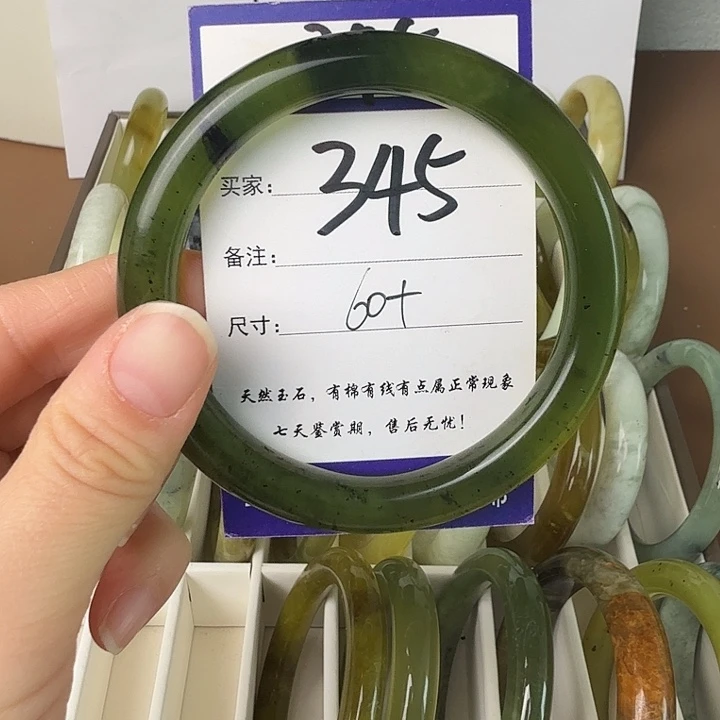 买家: 345
备注:
尺寸: 60+
天然玉石，有棉有线有点属正常现象
七天鉴赏期，售后无忧！